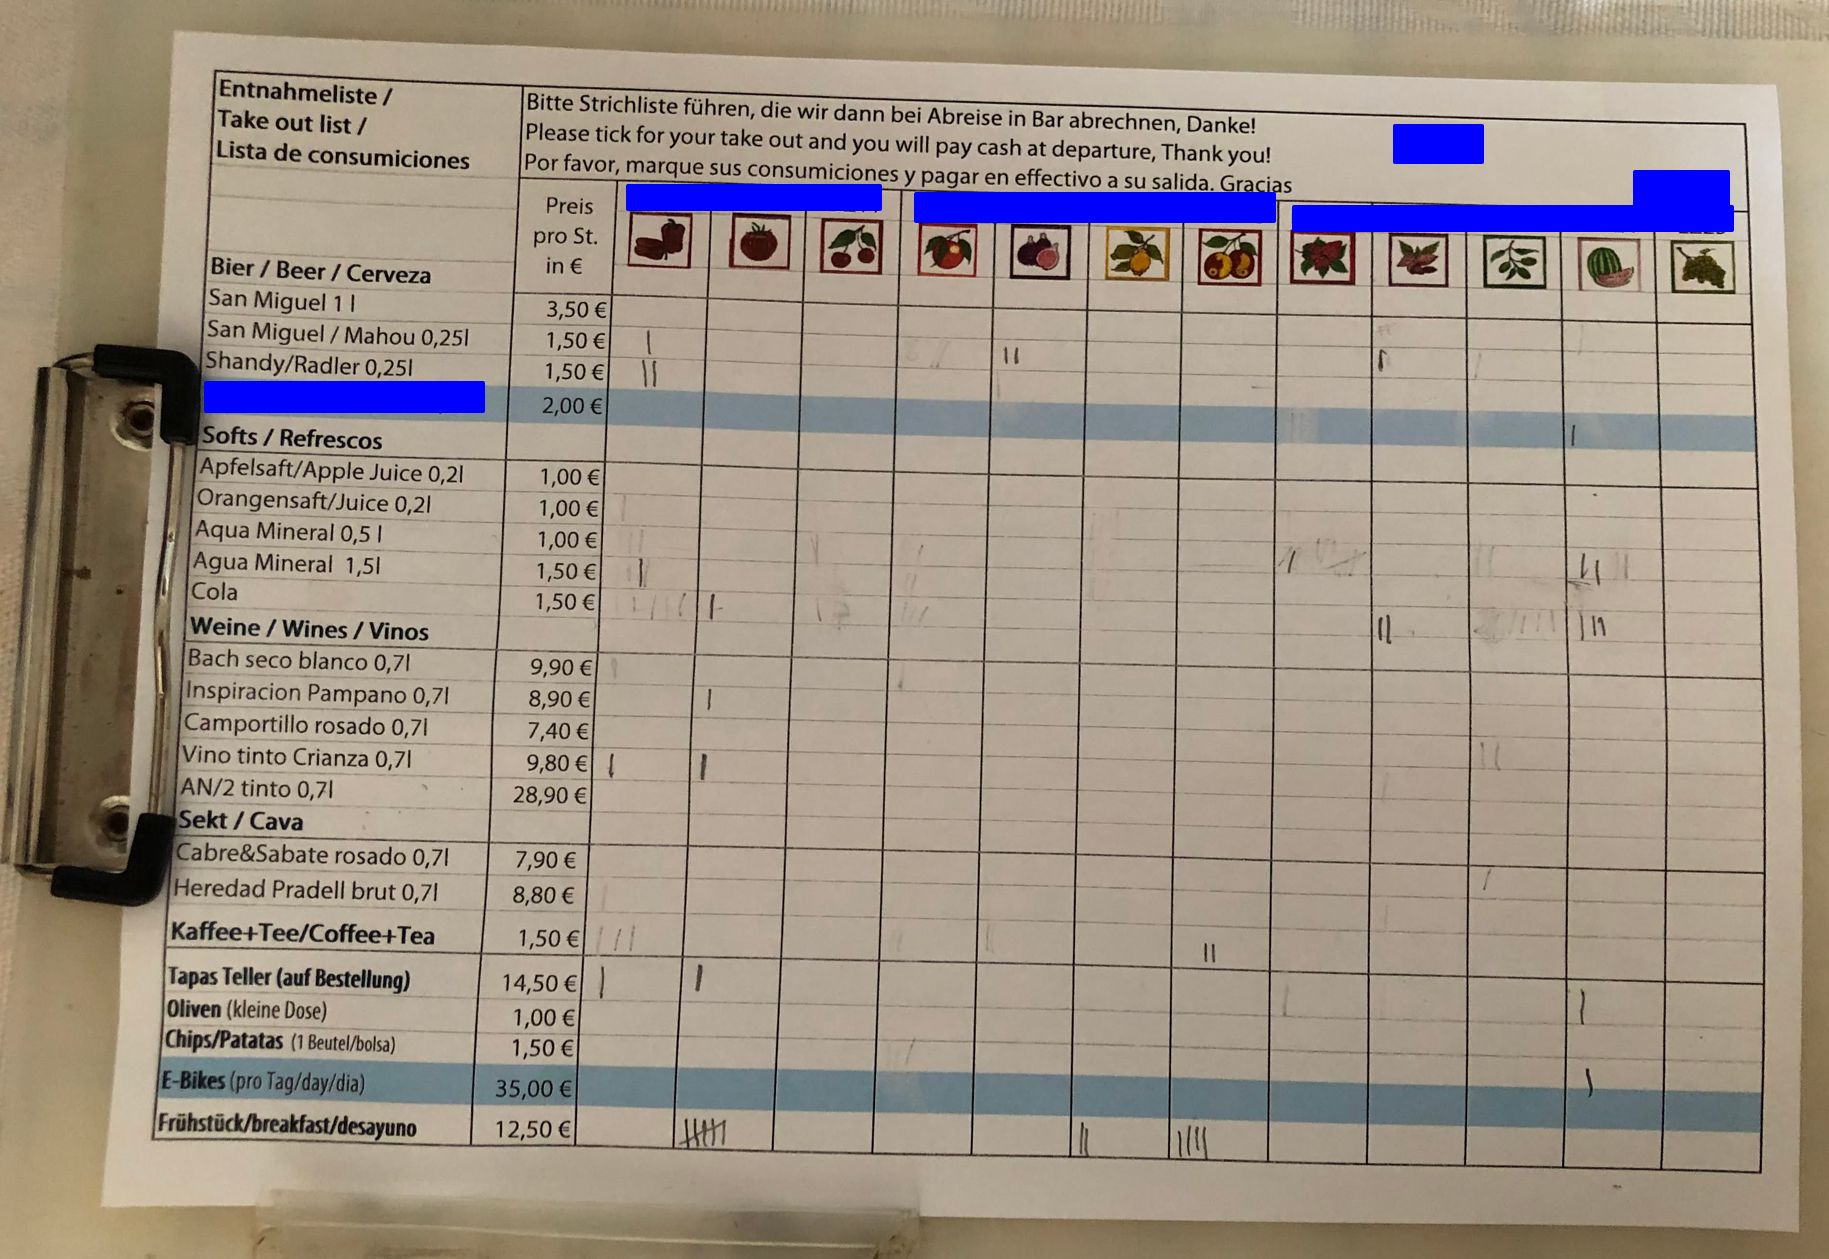 Entnahmeliste /
Take out list /
Lista de consumiciones
Bitte Strichliste führen, die wir dann bei Abreise in Bar abrechnen, Danke!
Please tick for your take out and you will pay cash at departure, Thank you!
Por favor, marque sus consumiciones y pagar en effectivo a su salida. Gracias
Preis
pro St.
in €
Bier / Beer / Cerveza
San Miguel 1 l 3,50 €
San Miguel / Mahou 0,25l 1,50 €
Shandy/Radler 0,25l 1,50 €
2,00 €
Softs / Refrescos
Apfelsaft/Apple Juice 0,2l 1,00 €
Orangensaft/Juice 0,2l 1,00 €
Aqua Mineral 0,5 l 1,00 €
Agua Mineral 1,5l 1,50 €
Cola 1,50 €
Weine / Wines / Vinos
Bach seco blanco 0,7l 9,90 €
Inspiracion Pampano 0,7l 8,90 €
Camportillo rosado 0,7l 7,40 €
Vino tinto Crianza 0,7l 9,80 €
AN/2 tinto 0,7l 28,90 €
Sekt / Cava
Cabre&Sabate rosado 0,7l 7,90 €
Heredad Pradell brut 0,7l 8,80 €
Kaffee+Tee/Coffee+Tea 1,50 €
Tapas Teller (auf Bestellung) 14,50 €
Oliven (kleine Dose) 1,00 €
Chips/Patatas (1 Beutel/bolsa) 1,50 €
E-Bikes (pro Tag/day/dia) 35,00 €
Frühstück/breakfast/desayuno 12,50 €